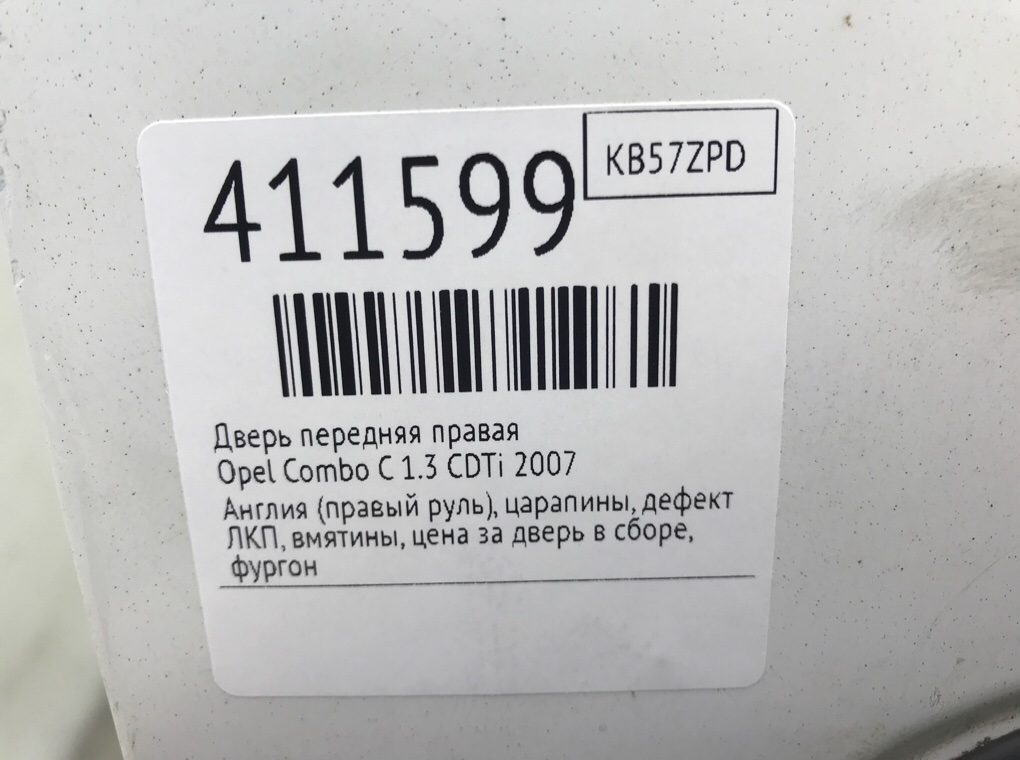 411599
KB57ZPD
Дверь передняя правая
Opel Combo C 1.3 CDTi 2007
Англия (правый руль), царапины, дефект
ЛКП, вмятины, цена за дверь в сборе,
фургон